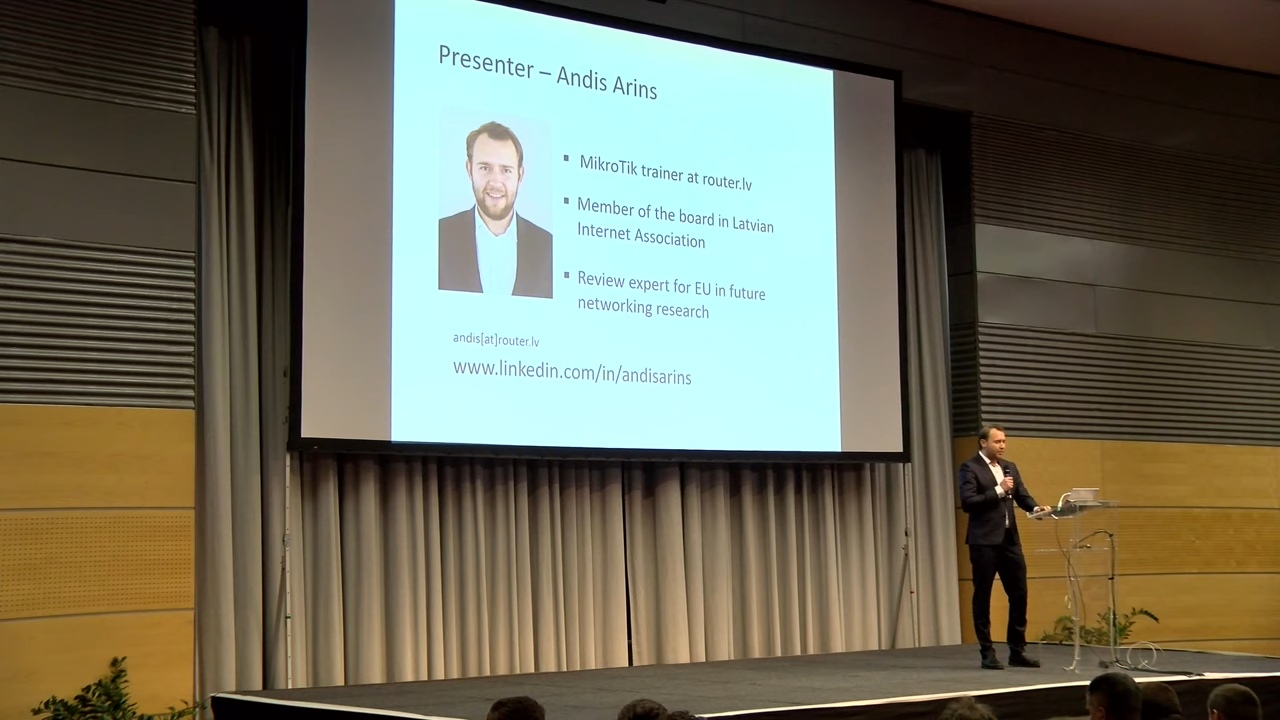 Presenter – Andis Arins
MikroTik trainer at router.lv
Member of the board in Latvian
Internet Association
Review expert for EU in future
networking research
andis[at]router.lv
www.linkedin.com/in/andisarins